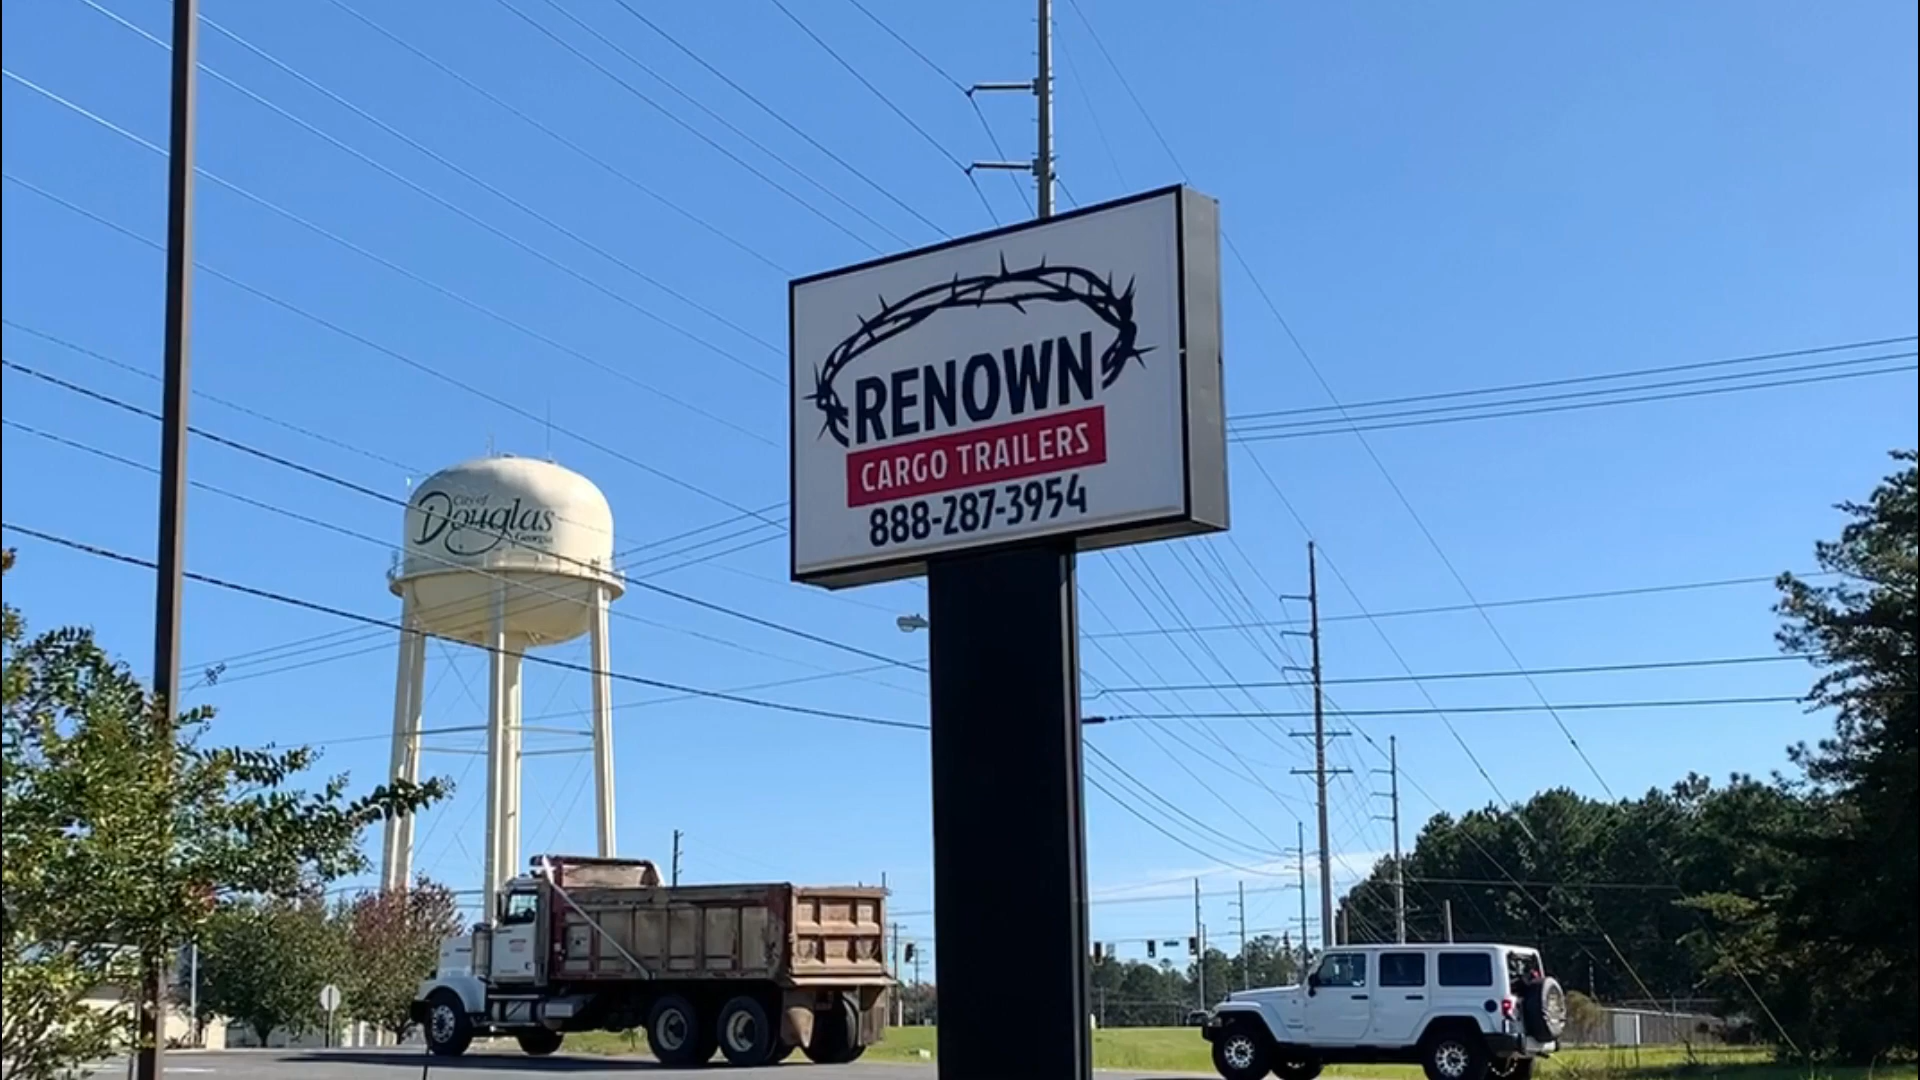 City of
Douglas
Georgia
RENOWN
CARGO TRAILERS
888-287-3954